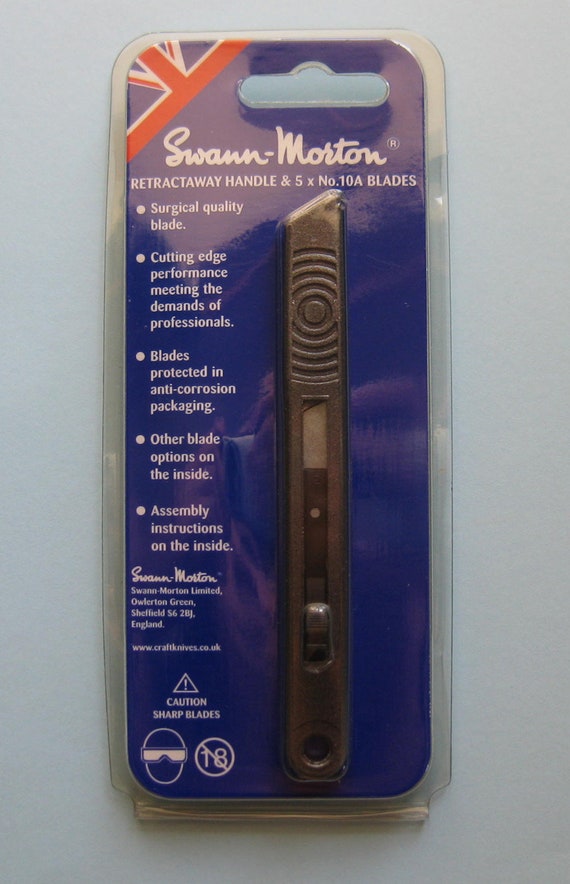 Swann-Morton®
RETRACTAWAY HANDLE & 5 x No.10A BLADES
● Surgical quality
blade.
● Cutting edge
performance
meeting the
demands of
professionals.
● Blades
protected in
anti-corrosion
packaging.
● Other blade
options on
the inside.
● Assembly
instructions
on the inside.
Swann-Morton®
Swann-Morton Limited,
Owlerton Green,
Sheffield S6 2BJ,
England.
www.craftknives.co.uk
CAUTION
SHARP BLADES
18